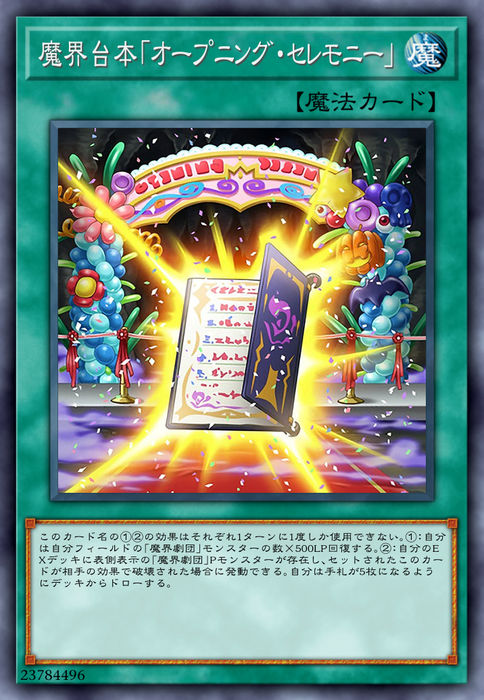 魔界台本「オープニング・セレモニー」
魔
【魔法カード】
このカード名の①②の効果はそれぞれ1ターンに1度しか使用できない。①:自分
は自分フィールドの「魔界劇団」モンスターの数×500LP回復する。②:自分のE
Xデッキに表側表示の「魔界劇団」Pモンスターが存在し、セットされたこのカー
ドが相手の効果で破壊された場合に発動できる。自分は手札が5枚になるよう
にデッキからドローする。
23784496